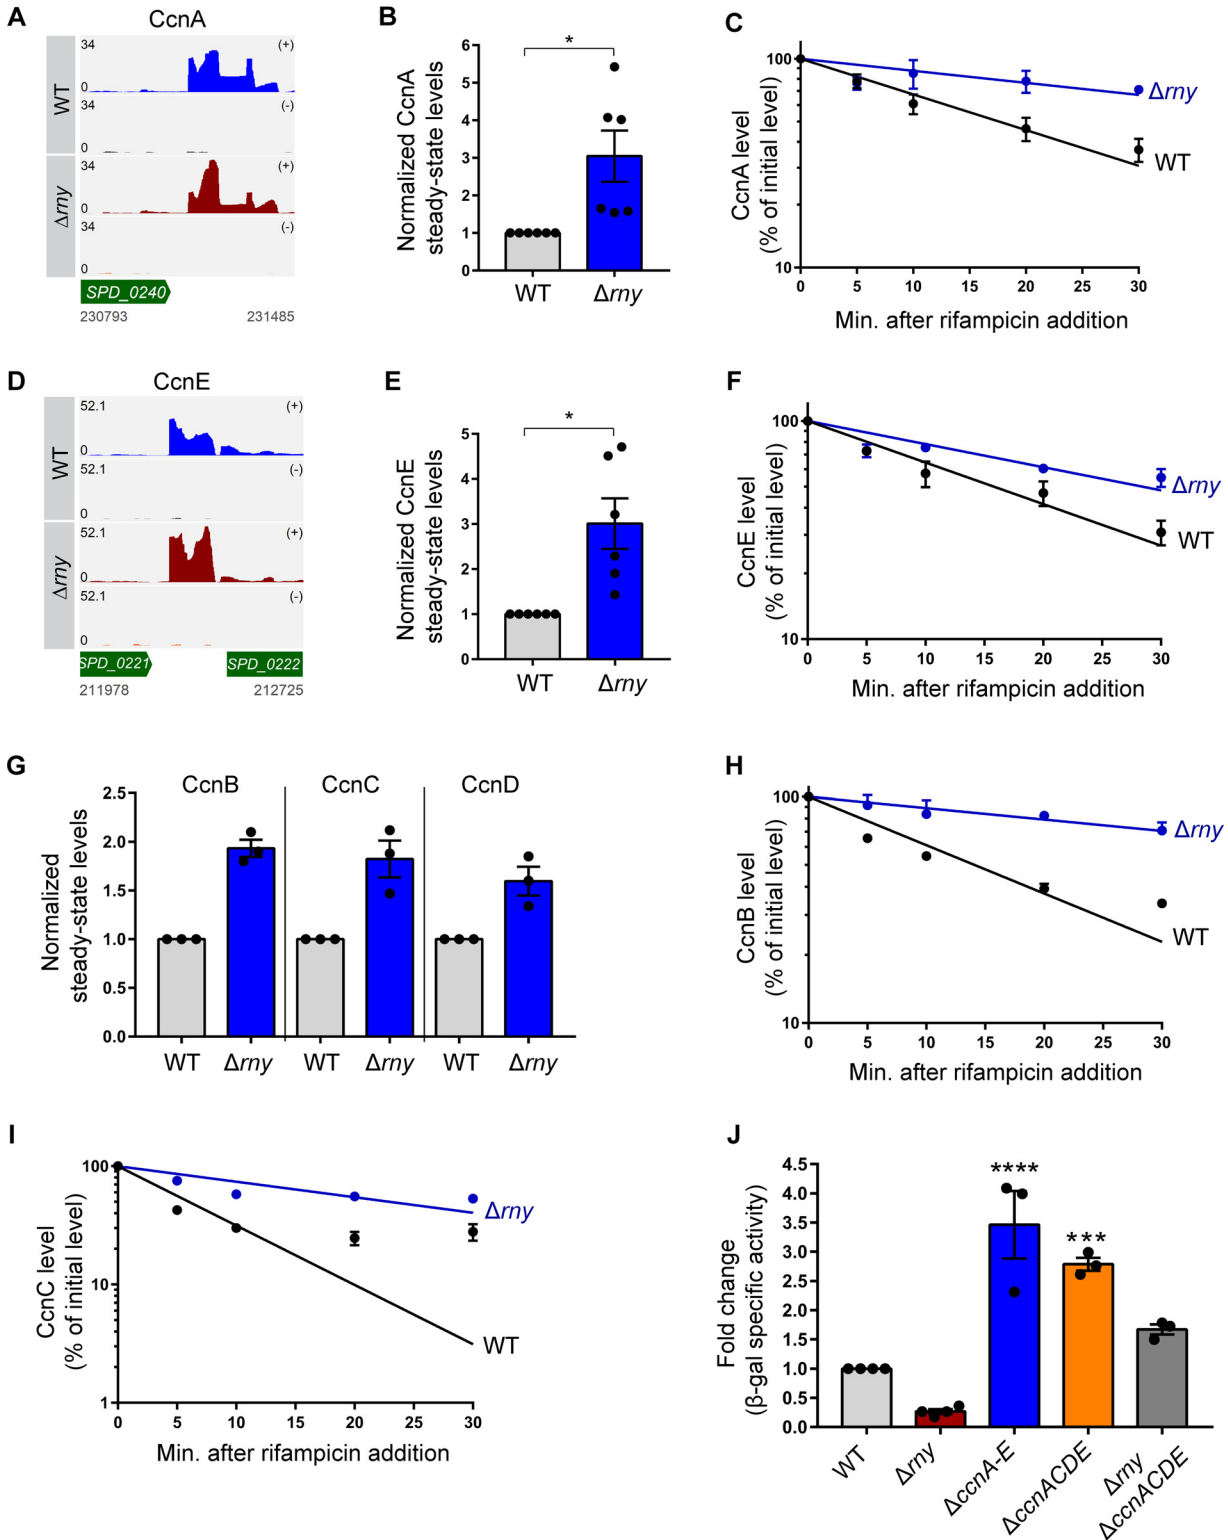 A
CcnA
WT
Δrny
34
(+)
0
34
(-)
0
34
(+)
0
34
(-)
0
SPD_0240
230793 231485
B
Normalized CcnA
steady-state levels
6
5
4
3
2
1
0
*
WT Δrny
C
CcnA level
(% of initial level)
100
10
Δrny
WT
0 5 10 15 20 25 30
Min. after rifampicin addition
D
CcnE
WT
Δrny
52.1
(+)
0
52.1
(-)
0
52.1
(+)
0
52.1
(-)
0
SPD_0221 SPD_0222
211978 212725
E
Normalized CcnE
steady-state levels
5
4
3
2
1
0
*
WT Δrny
F
CcnE level
(% of initial level)
100
10
Δrny
WT
0 5 10 15 20 25 30
Min. after rifampicin addition
G
CcnB CcnC CcnD
Normalized
steady-state levels
2.5
2.0
1.5
1.0
0.5
0.0
WT Δrny WT Δrny WT Δrny
H
CcnB level
(% of initial level)
100
10
Δrny
WT
0 5 10 15 20 25 30
Min. after rifampicin addition
I
CcnC level
(% of initial level)
100
10
1
Δrny
WT
0 5 10 15 20 25 30
Min. after rifampicin addition
J
Fold change
(β-gal specific activity)
4.5
4.0
3.5
3.0
2.5
2.0
1.5
1.0
0.5
0.0
****
***
WT
Δrny
ΔccnA-E
ΔccnACDE
Δrny
ΔccnACDE